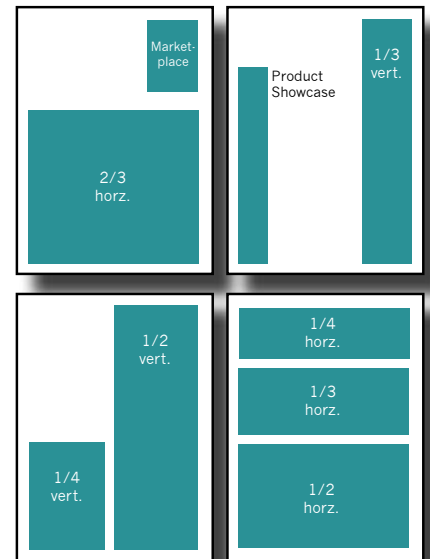 Market-
place
2/3
horz.
Product
Showcase
1/3
vert.
1/2
vert.
1/4
vert.
1/4
horz.
1/3
horz.
1/2
horz.